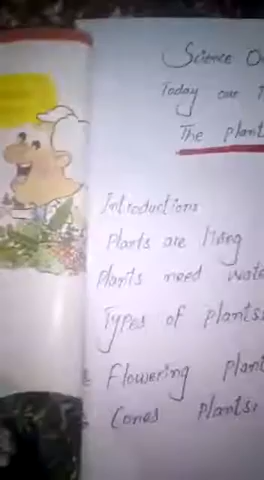 Science
Today our
The plant
Introductions
Plants are living
Plants need wate
Types of plants:
Flowering plant
Cones plants: